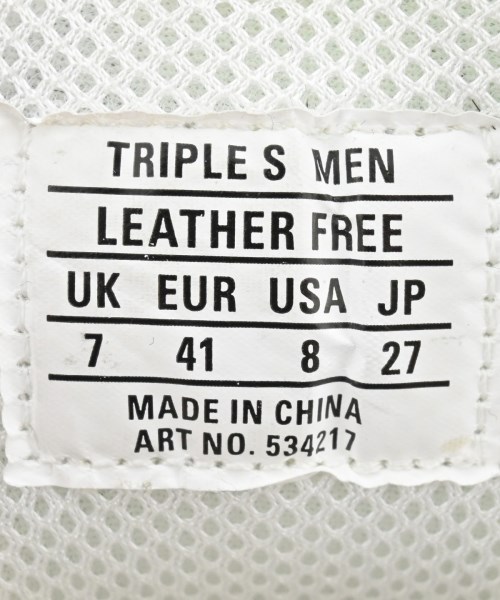 TRIPLE S MEN
LEATHER FREE
UK EUR USA JP
7 41 8 27
MADE IN CHINA
ART NO. 534217